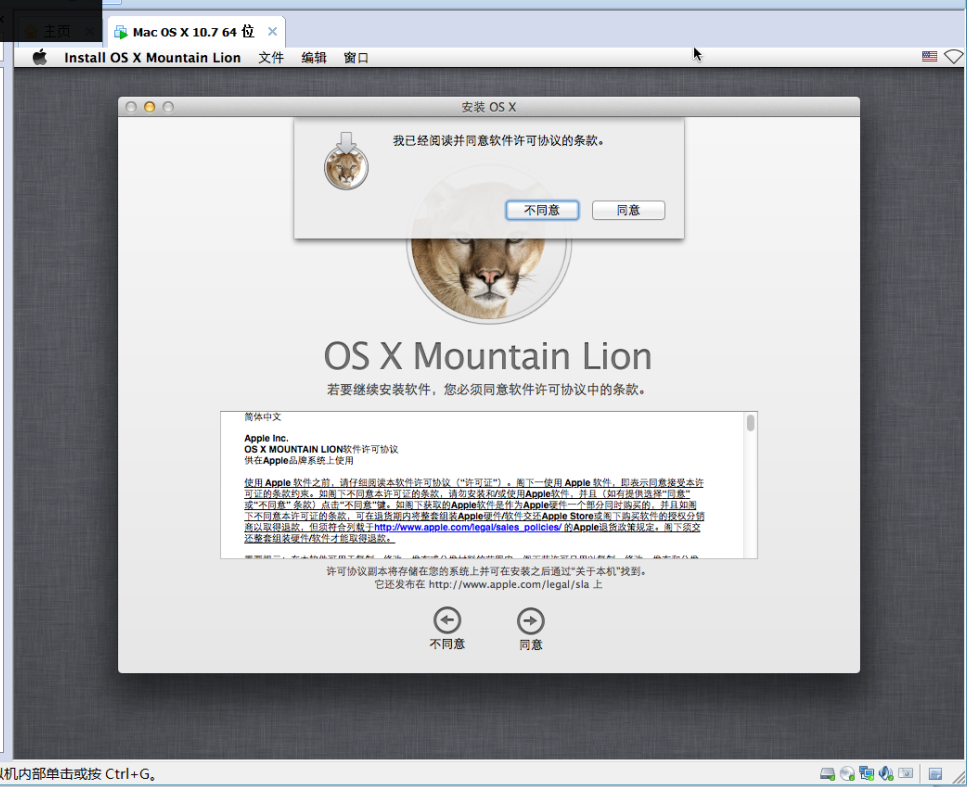 主页
Mac OS X 10.7 64 位
Install OS X Mountain Lion 文件 编辑 窗口
安装 OS X
我已经阅读并同意软件许可协议的条款。
不同意 同意
OS X Mountain Lion
若要继续安装软件，您必须同意软件许可协议中的条款。
简体中文
Apple Inc.
OS X MOUNTAIN LION软件许可协议
供在Apple品牌系统上使用
使用 Apple 软件之前，请仔细阅读本软件许可协议（“许可证”）。阁下一使用 Apple 软件，即表示同意接受本许
可证的条款约束。如阁下不同意本许可证的条款，请勿安装和/或使用Apple软件，并且（如有提供选择“同意”
或“不同意” 条款）点击“不同意”键。如阁下获取的Apple软件是作为Apple硬件一个部分同时购买的，并且如阁
下不同意本许可证的条款，可在退货期内将整套组装Apple硬件/软件交还Apple Store或阁下购买软件的授权分销
商以取得退款，但须符合列载于http://www.apple.com/legal/sales_policies/ 的Apple退货政策规定。阁下须交
还整套组装硬件/软件才能取得退款。
许可协议副本将存储在您的系统上并可在安装之后通过“关于本机”找到。
它还发布在 http://www.apple.com/legal/sla 上
不同意 同意
机内部单击或按 Ctrl+G。